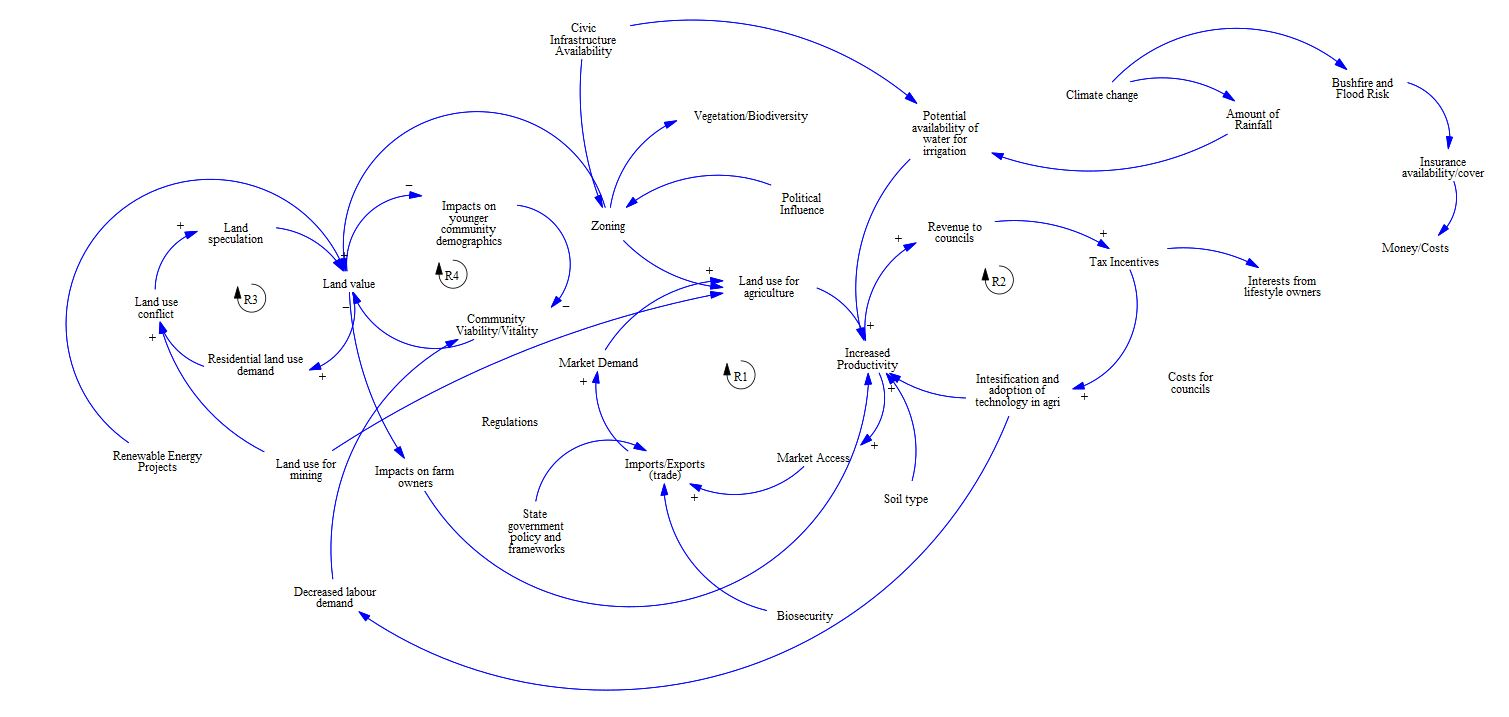 Civic
Infrastructure
Availability
Climate change
Bushfire and
Flood Risk
Vegetation/Biodiversity
Potential
availability of
water for
irrigation
Amount of
Rainfall
Insurance
availability/cover
Money/Costs
Political
Influence
Zoning
Impacts on
younger
community
demographics
−
−
Land
speculation
+
Land value
+
−
R4
R3
Land use
conflict
+
Residential land use
demand
+
Community
Viability/Vitality
Land use for
agriculture
+
Revenue to
councils
+
Tax Incentives
+
R2
Interests from
lifestyle owners
Market Demand
+
R1
Increased
Productivity
+
+
Intesification and
adoption of
technology in agri
+
Costs for
councils
Regulations
Renewable Energy
Projects
Land use for
mining
Impacts on farm
owners
Imports/Exports
(trade)
+
Market Access
+
Soil type
State
government
policy and
frameworks
Decreased labour
demand
Biosecurity